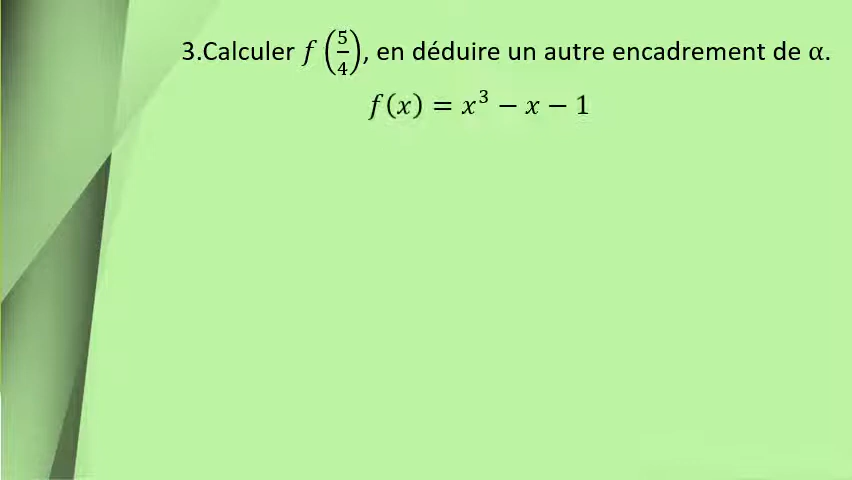 3.Calculer 𝑓(5/4), en déduire un autre encadrement de α.
𝑓(𝑥) = 𝑥³ − 𝑥 − 1